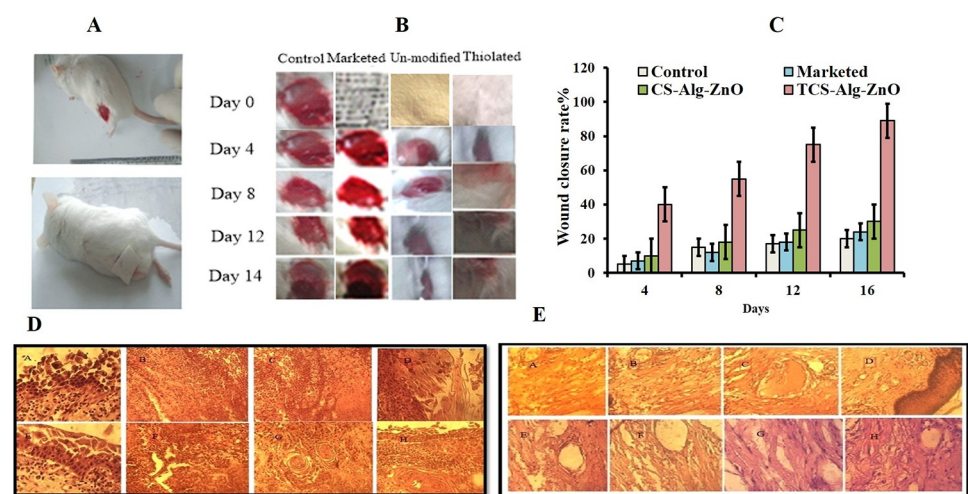 A
B
C
Control Marketed Un-modified Thiolated
Day 0
Day 4
Day 8
Day 12
Day 14
120
100
80
60
40
20
0
Wound closure rate%
Control
Marketed
CS-Alg-ZnO
TCS-Alg-ZnO
4 8 12 16
Days
D
A B C D
F G H
E
A B C D
E F G H